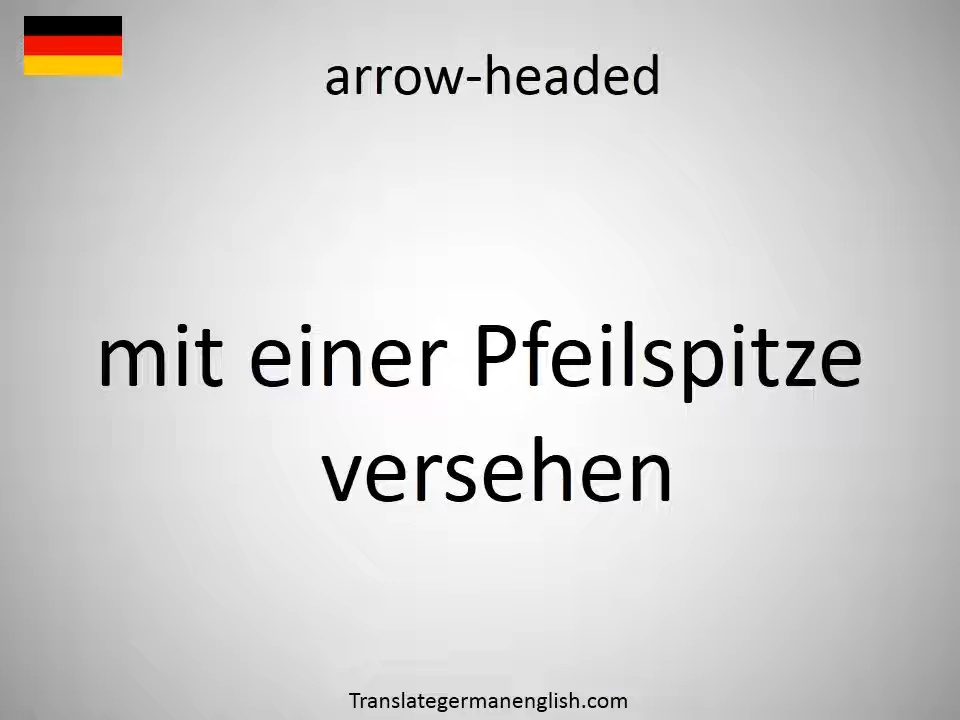 arrow-headed
mit einer Pfeilspitze
versehen
Translategermanenglish.com